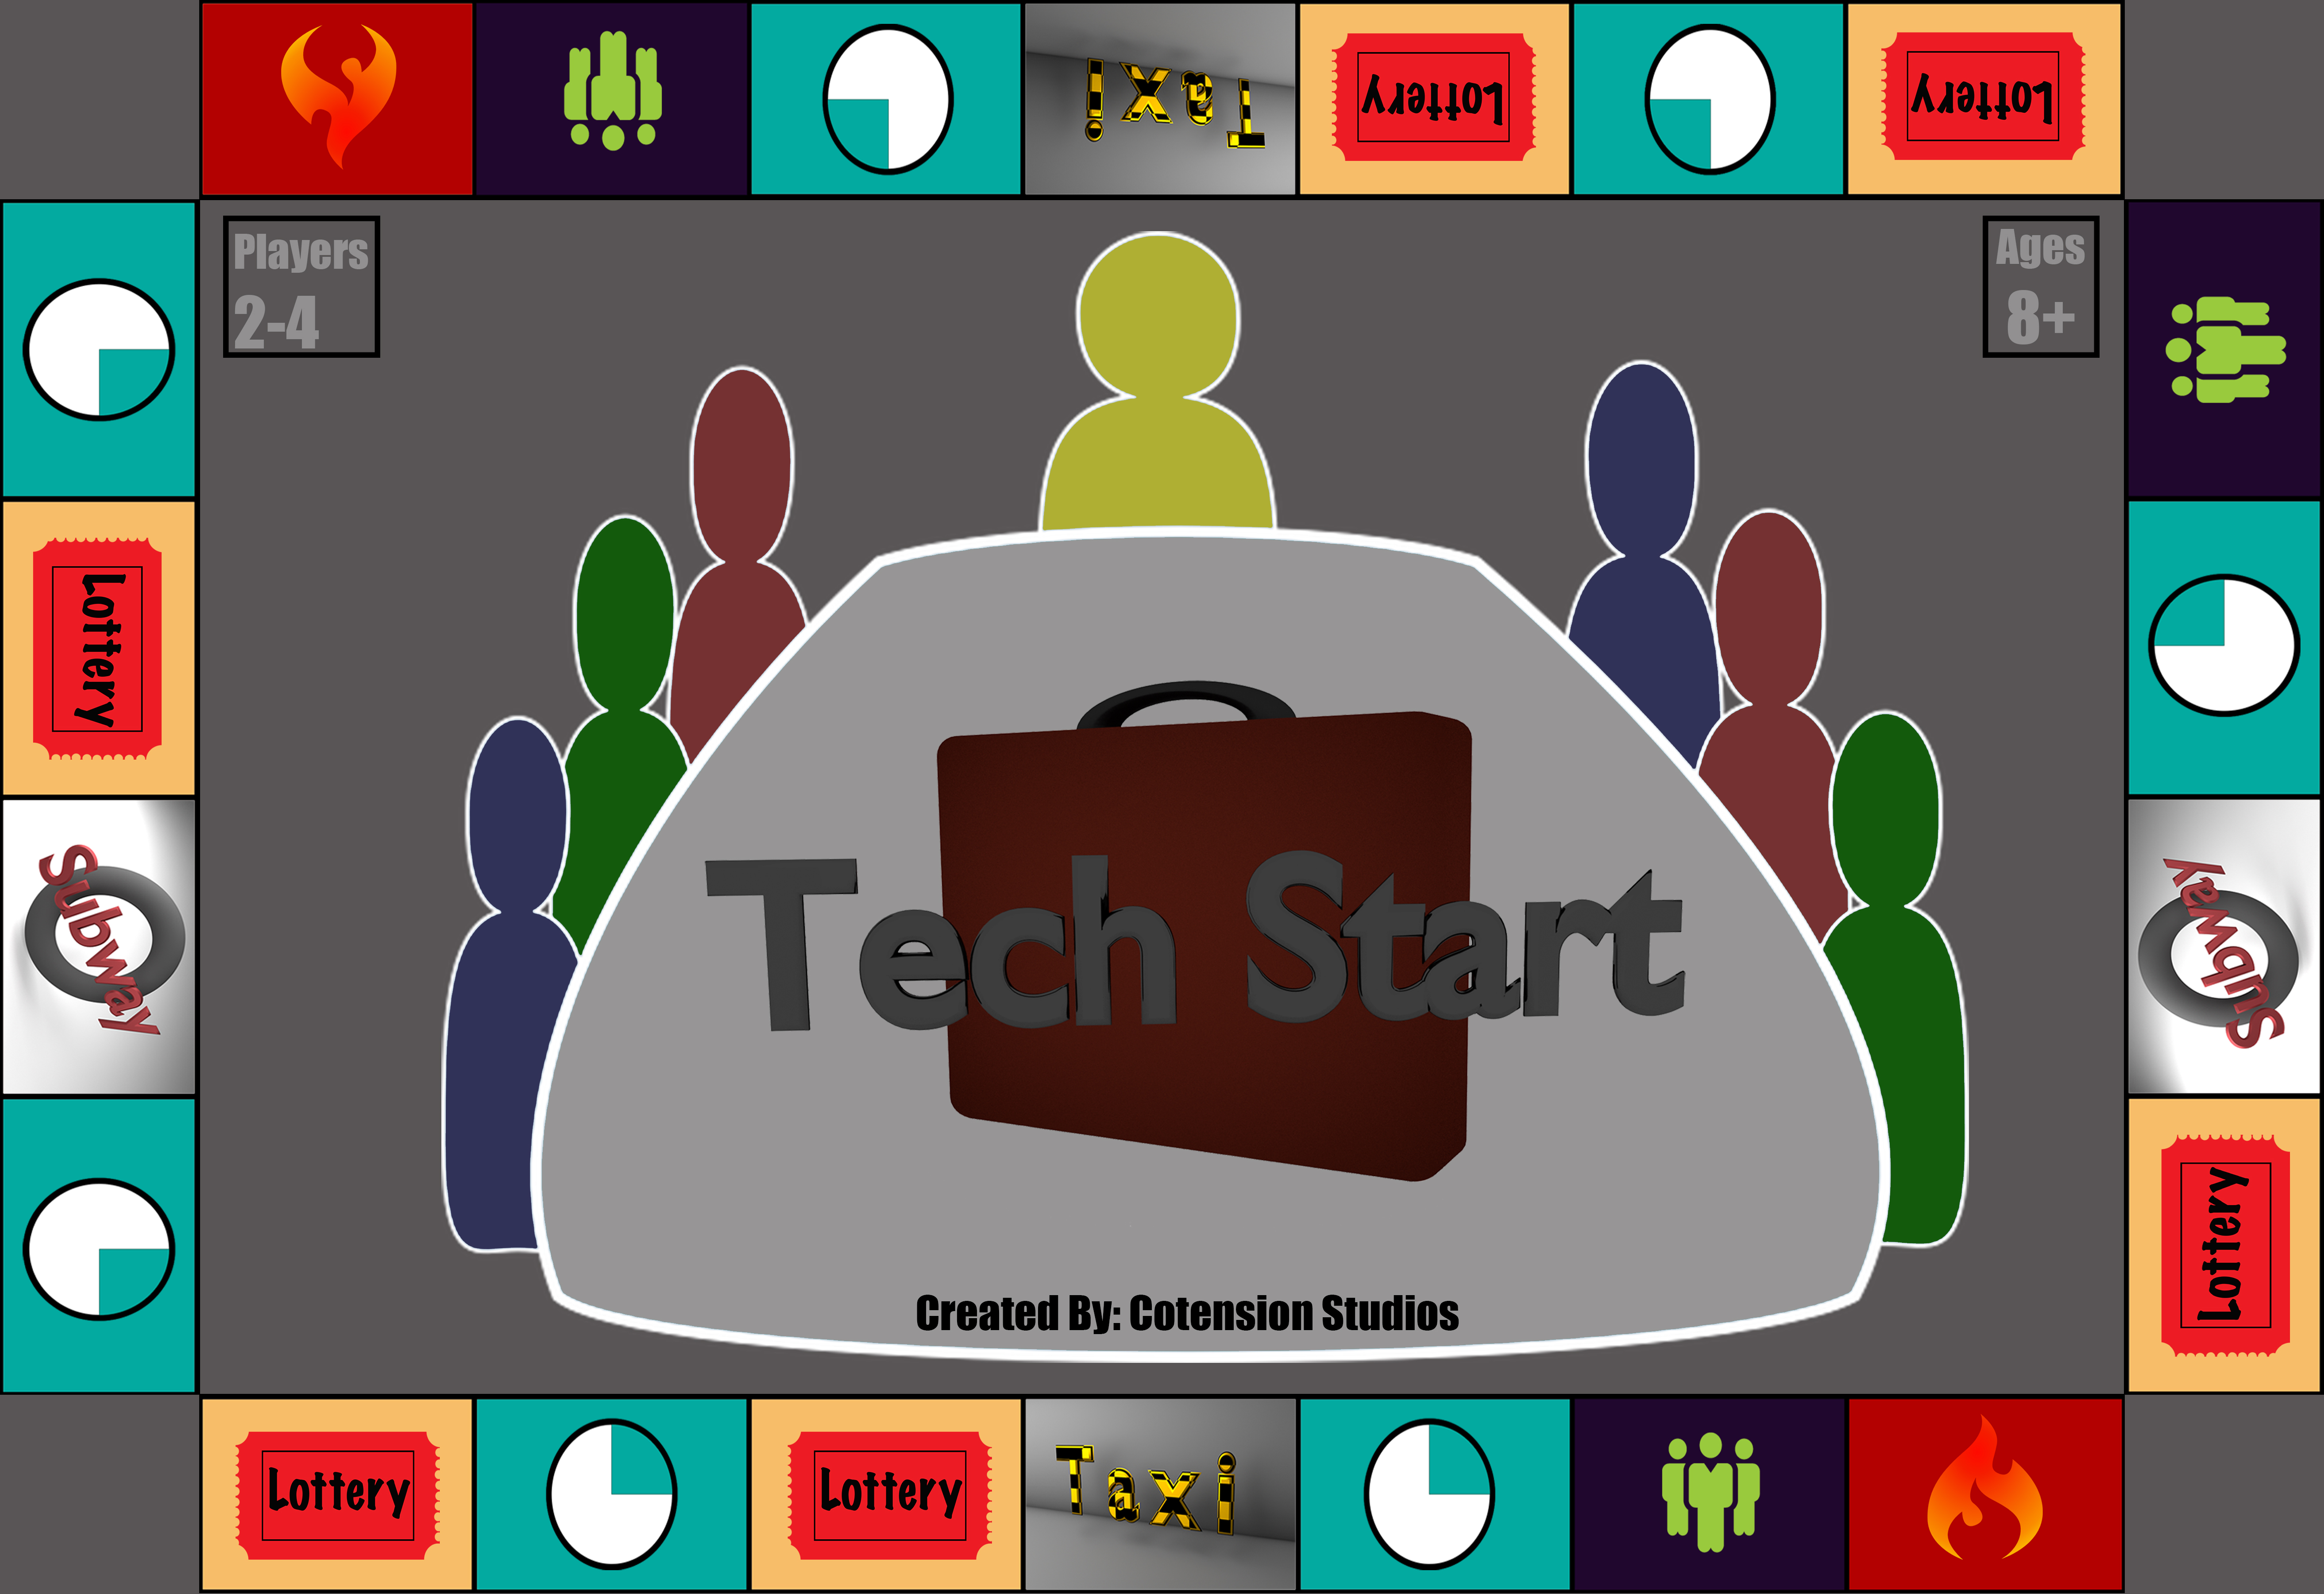 Taxi
Lottery
Lottery
Players
2-4
Ages
8+
Lottery
Subway
Tech Start
Subway
Lottery
Created By: Cotension Studios
Lottery
Lottery
Taxi